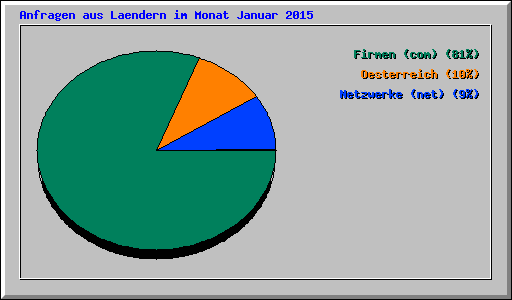 Anfragen aus Laendern im Monat Januar 2015
Firmen (com) (81%)
Oesterreich (10%)
Netzwerke (net) (9%)